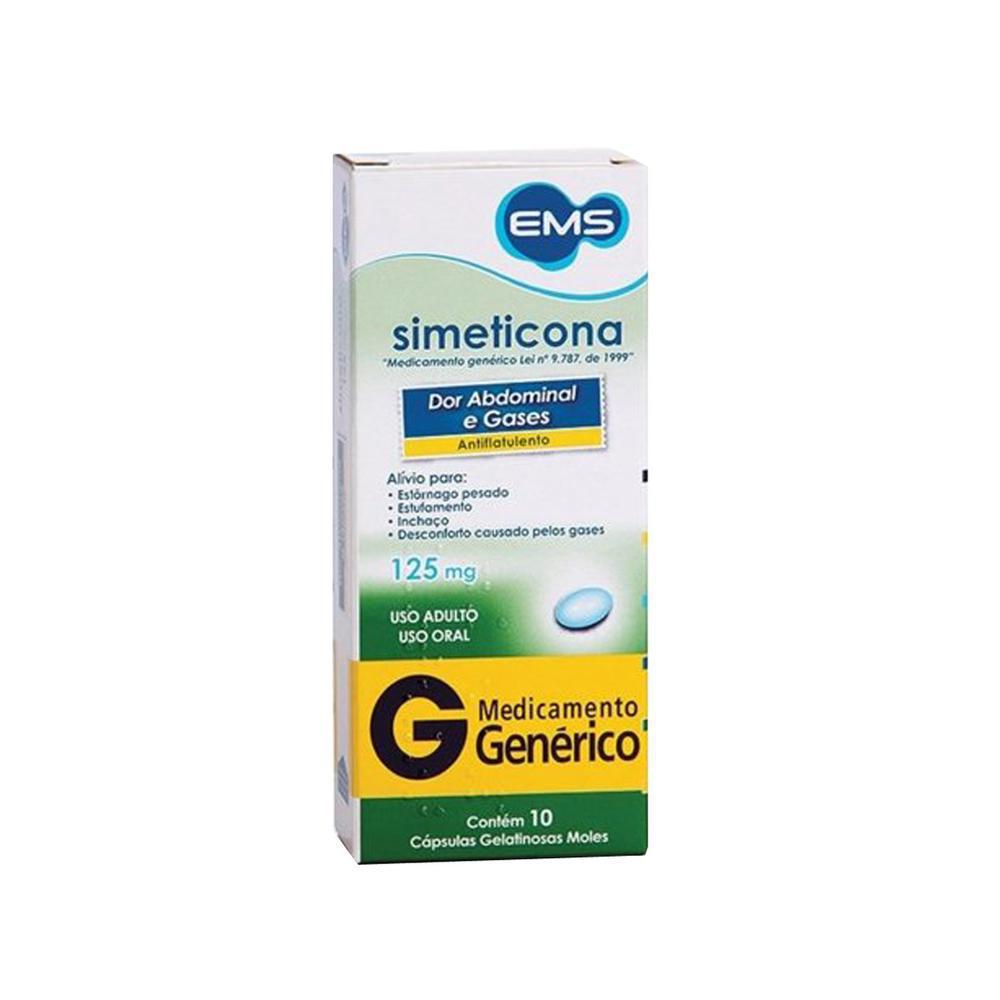 EMS
simeticona
"Medicamento genérico Lei nº 9.787, de 1999"
Dor Abdominal
e Gases
Antiflatulento
Alívio para:
• Estômago pesado
• Estufamento
• Inchaço
• Desconforto causado pelos gases
125 mg
USO ADULTO
USO ORAL
G Medicamento
Genérico
Contém 10
Cápsulas Gelatinosas Moles